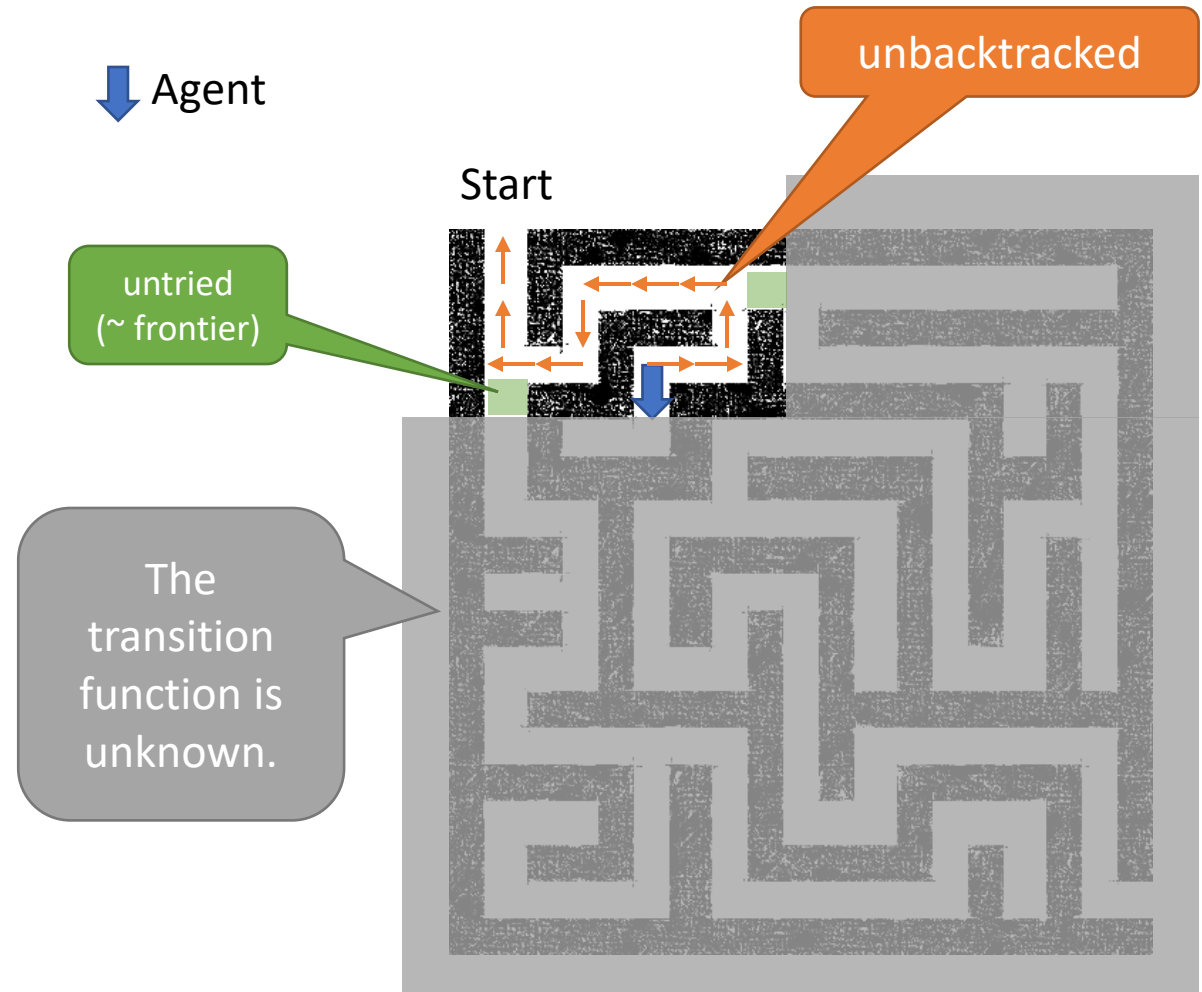 unbacktracked
Agent
Start
untried
(~ frontier)
The
transition
function is
unknown.